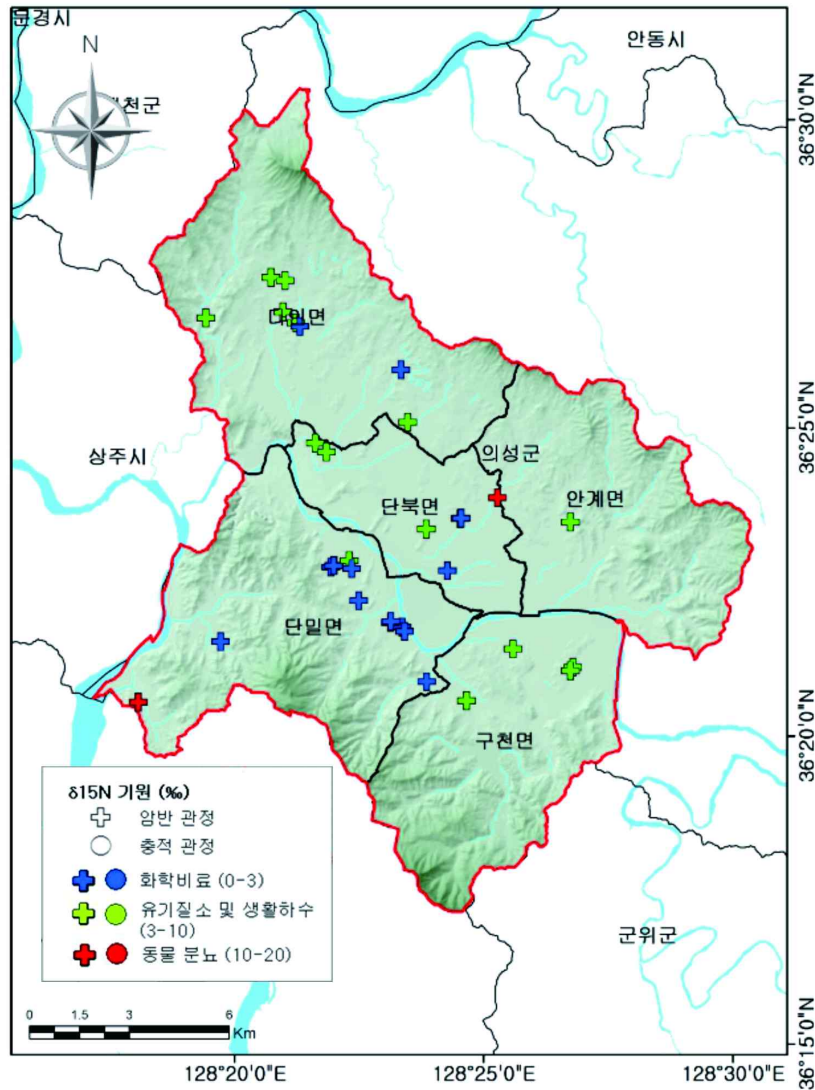 문경시
안동시
N
천군
36°30'0"N
다인면
36°25'0"N
상주시
의성군
단북면
안계면
단밀면
36°20'0"N
구천면
δ15N 기원 (‰)
암반 관정
충적 관정
화학비료 (0-3)
유기질소 및 생활하수
(3-10)
동물 분뇨 (10-20)
군위군
0 1.5 3 6
Km
36°15'0"N
128°20'0"E 128°25'0"E 128°30'0"E